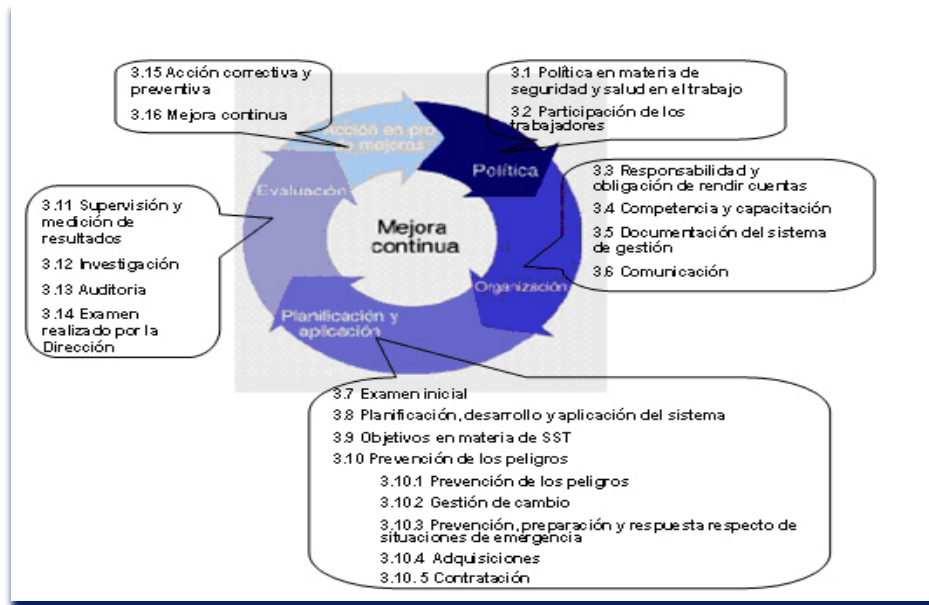 3.15 Acción correctiva y
preventiva
3.16 Mejora continua
3.1 Política en materia de
seguridad y salud en el trabajo
3.2 Participación de los
trabajadores
Acción en pro
mejoras
Política
Evaluación
3.3 Responsabilidad y
obligación de rendir cuentas
3.4 Competencia y capacitación
3.5 Documentación del sistema
de gestión
3.6 Comunicación
3.11 Supervisión y
medición de
resultados
3.12 Investigación
3.13 Auditoria
3.14 Examen
realizado por la
Dirección
Mejora
continua
Organización
Planificación y
aplicación
3.7 Examen inicial
3.8 Planificación, desarrollo y aplicación del sistema
3.9 Objetivos en materia de SST
3.10 Prevención de los peligros
3.10.1 Prevención de los peligros
3.10.2 Gestión de cambio
3.10.3 Prevención, preparación y respuesta respecto de
situaciones de emergencia
3.10.4 Adquisiciones
3.10. 5 Contratación